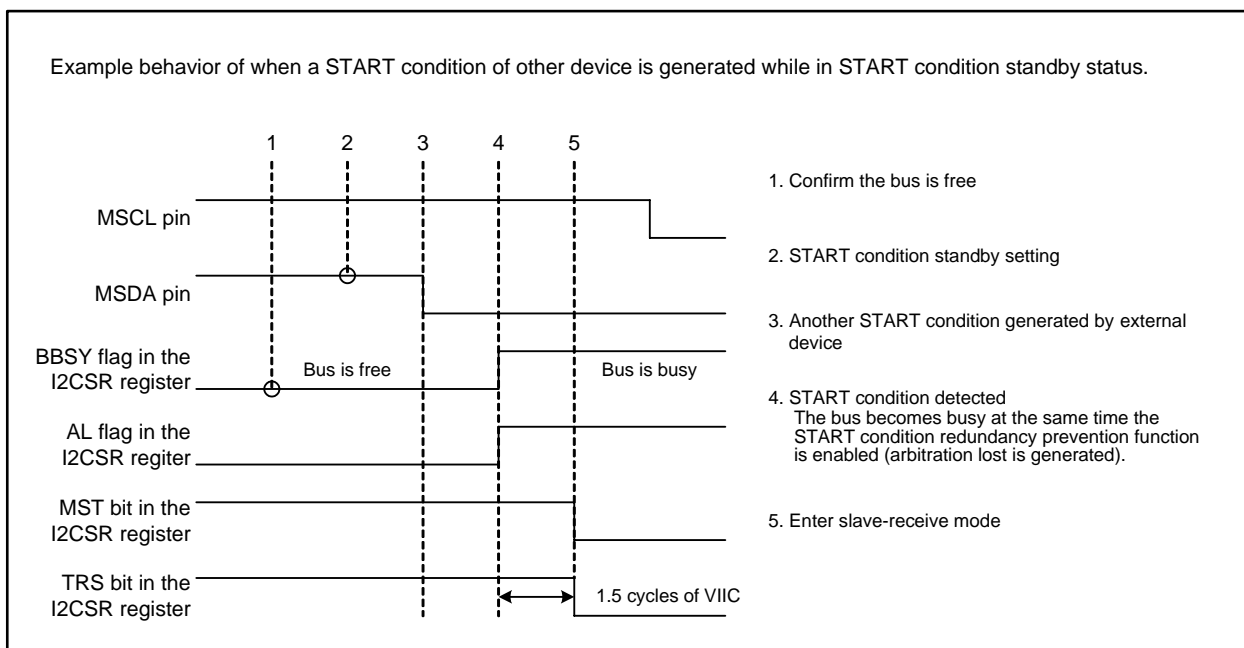 Example behavior of when a START condition of other device is generated while in START condition standby status.
1 2 3 4 5
MSCL pin
MSDA pin
BBSY flag in the
I2CSR register
Bus is free
Bus is busy
AL flag in the
I2CSR regiter
MST bit in the
I2CSR register
TRS bit in the
I2CSR register
1.5 cycles of VIIC
1. Confirm the bus is free
2. START condition standby setting
3. Another START condition generated by external
device
4. START condition detected
The bus becomes busy at the same time the
START condition redundancy prevention function
is enabled (arbitration lost is generated).
5. Enter slave-receive mode